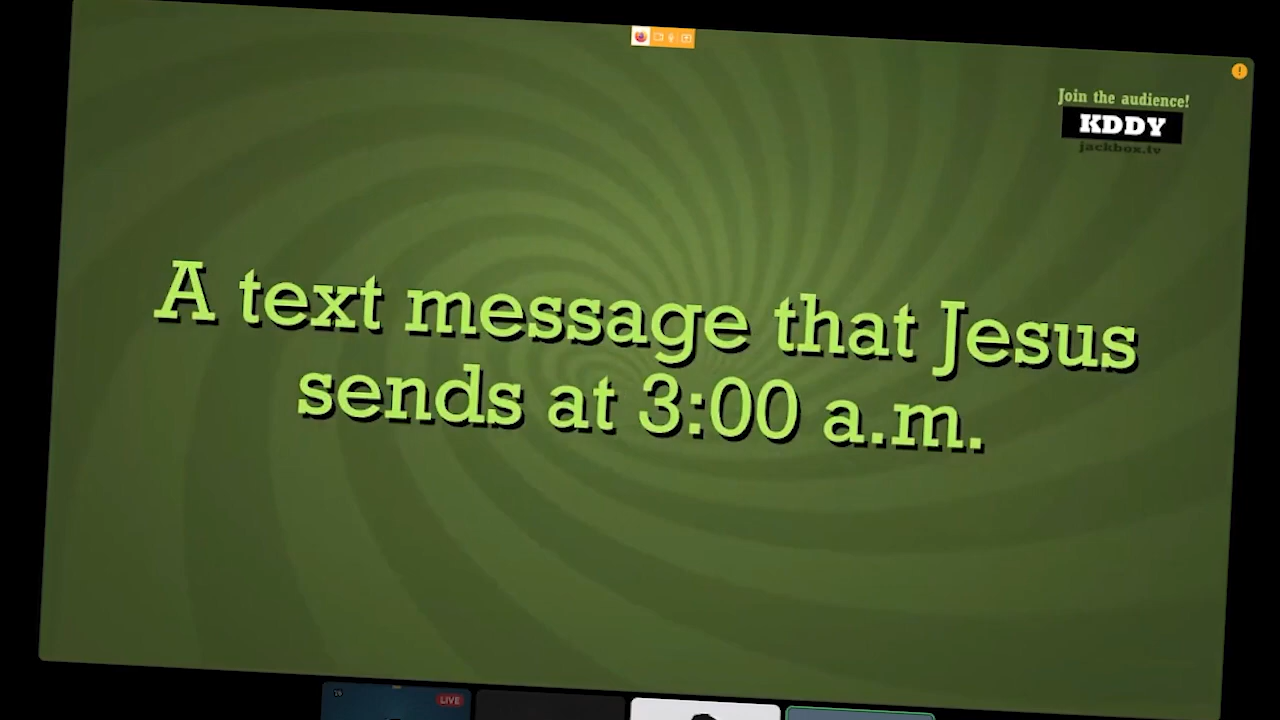 Join the audience!
KDDY
jackbox.tv
A text message that Jesus
sends at 3:00 a.m.
LIVE